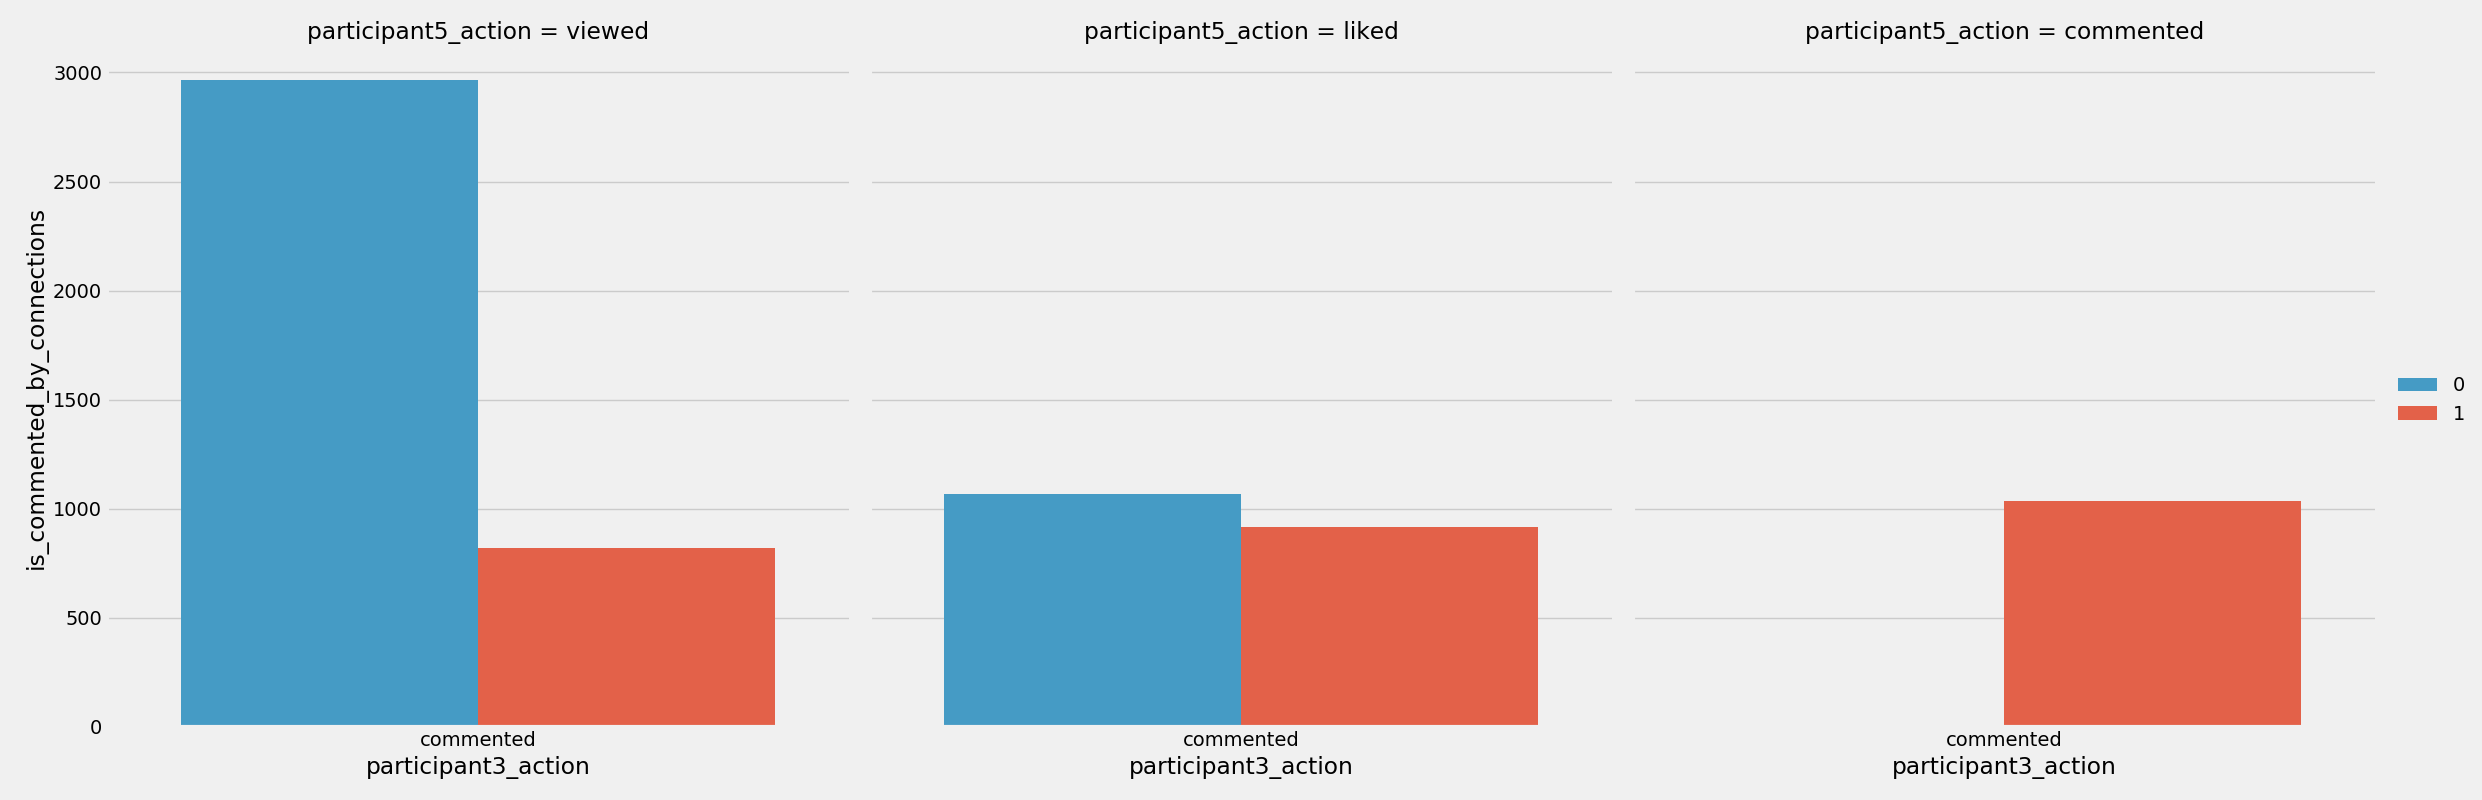 participant5_action = viewed
participant5_action = liked
participant5_action = commented
is_commented_by_connections
3000
2500
2000
1500
1000
500
0
commented
commented
commented
participant3_action
participant3_action
participant3_action
0
1